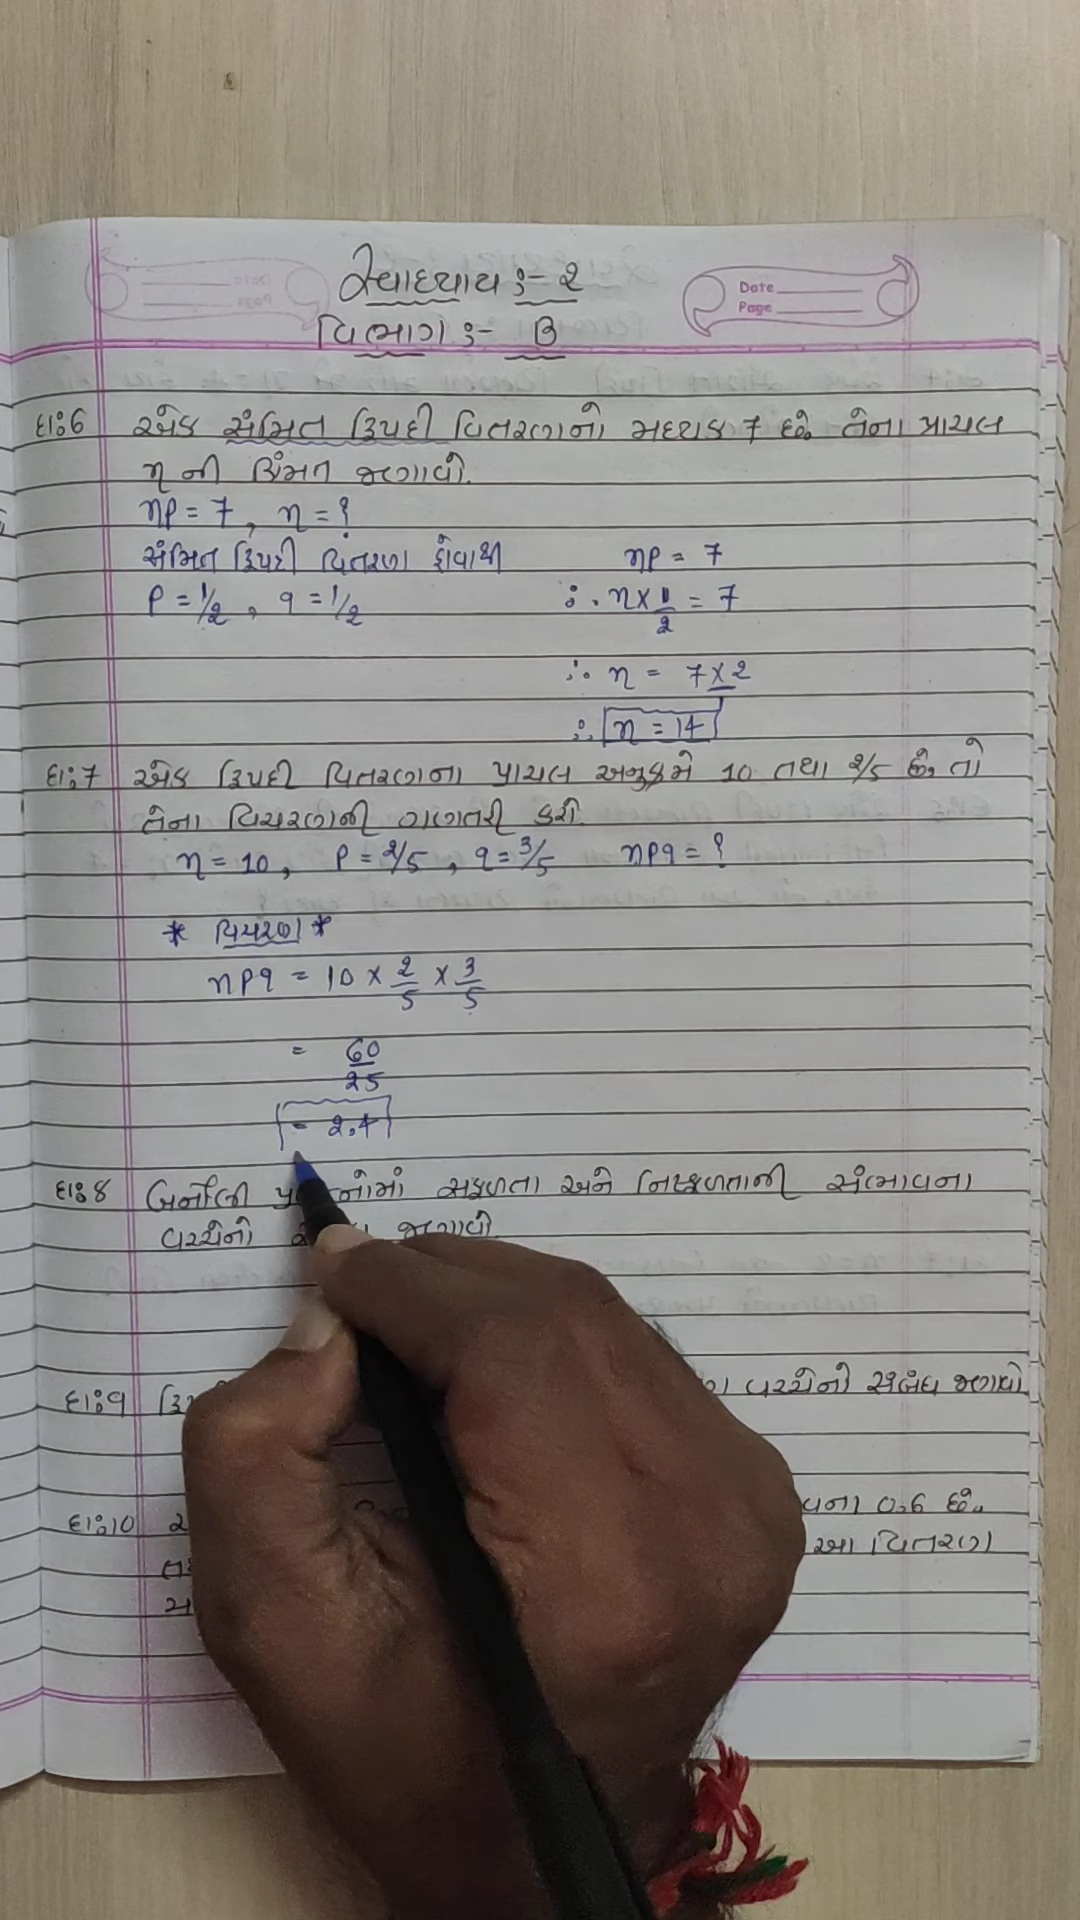 સ્વાધ્યાય :- 2
વિભાગ :- B
Date
Page
દા:6 એક સંમિત દ્વિપદી વિતરણનો મધ્યક 7 છે. તેના પ્રાચલ
n ની કિંમત જણાવો.
np = 7, n = ?
સંમિત દ્વિપદી વિતરણ હોવાથી np = 7
p = 1/2, q = 1/2 ∴ n × 1/2 = 7
∴ n = 7 × 2
∴ n = 14
દા:7 એક દ્વિપદી વિતરણના પ્રાચલ અનુક્રમે 10 તથા 2/5 છે, તો
તેના વિચરણની ગણતરી કરો.
n = 10, p = 2/5, q = 3/5 npq = ?
* વિચરણ *
npq = 10 × 2/5 × 3/5
= 60/25
= 2.4
દા:8 બર્નોલી સફળતા અને નિષ્ફળતાની સંભાવના
વચ્ચેનો જણાવો.
દા:9 વચ્ચેનો સંબંધ જણાવો
દા:10 0.6 છે.
આ વિતરણ